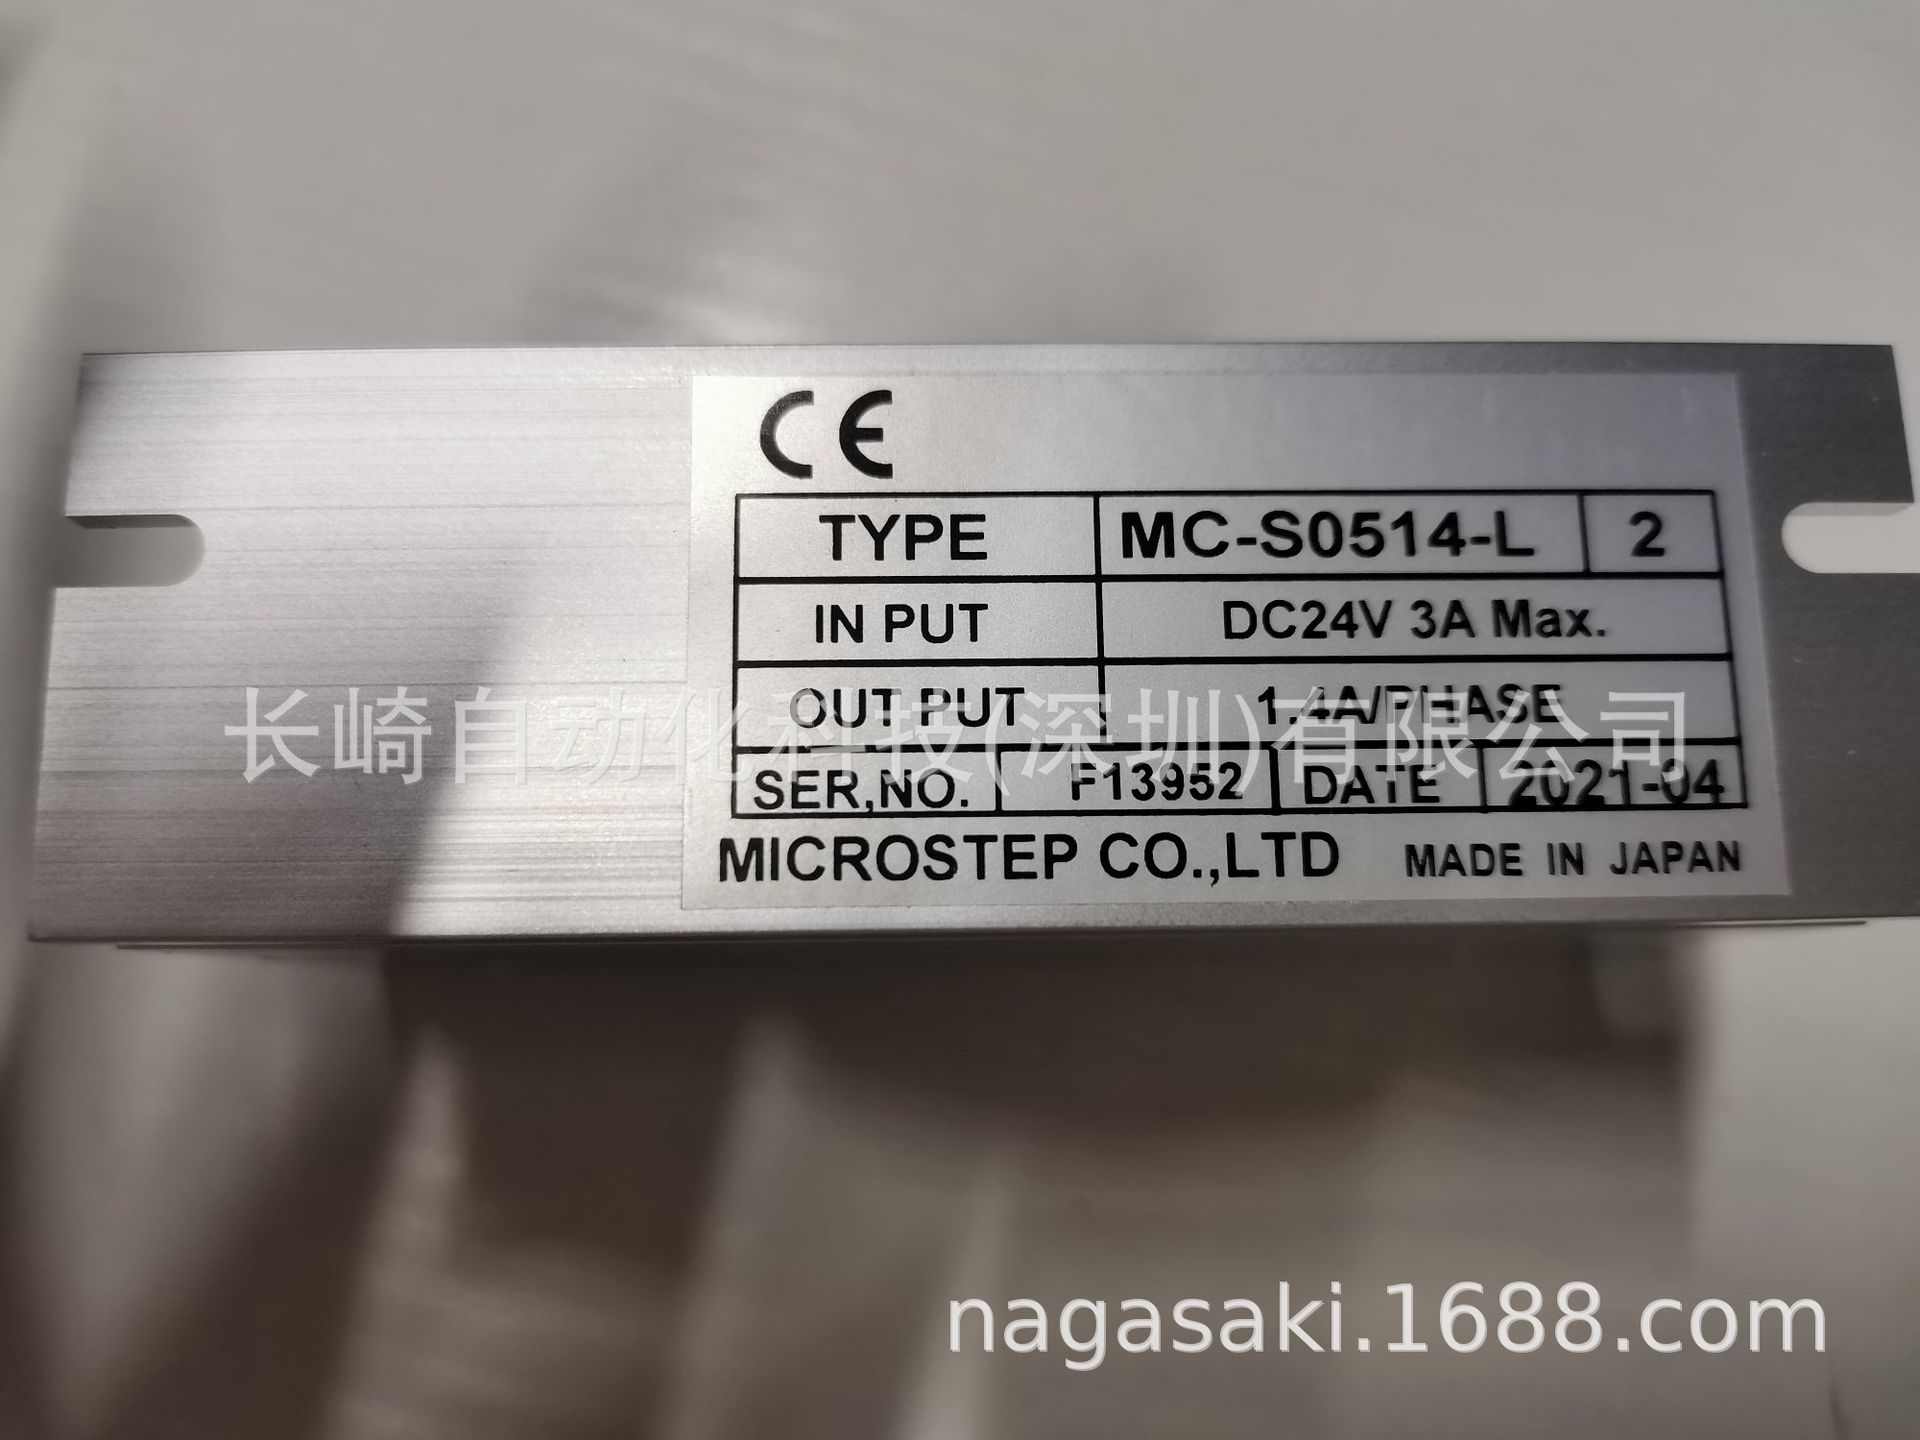 CE
TYPE MC-S0514-L 2
IN PUT DC24V 3A Max.
OUT PUT 1.4A/PHASE
长崎自动化科技(深圳)有限公司
SER,NO. F13952 DATE 2021-04
MICROSTEP CO.,LTD MADE IN JAPAN
nagasaki.1688.com